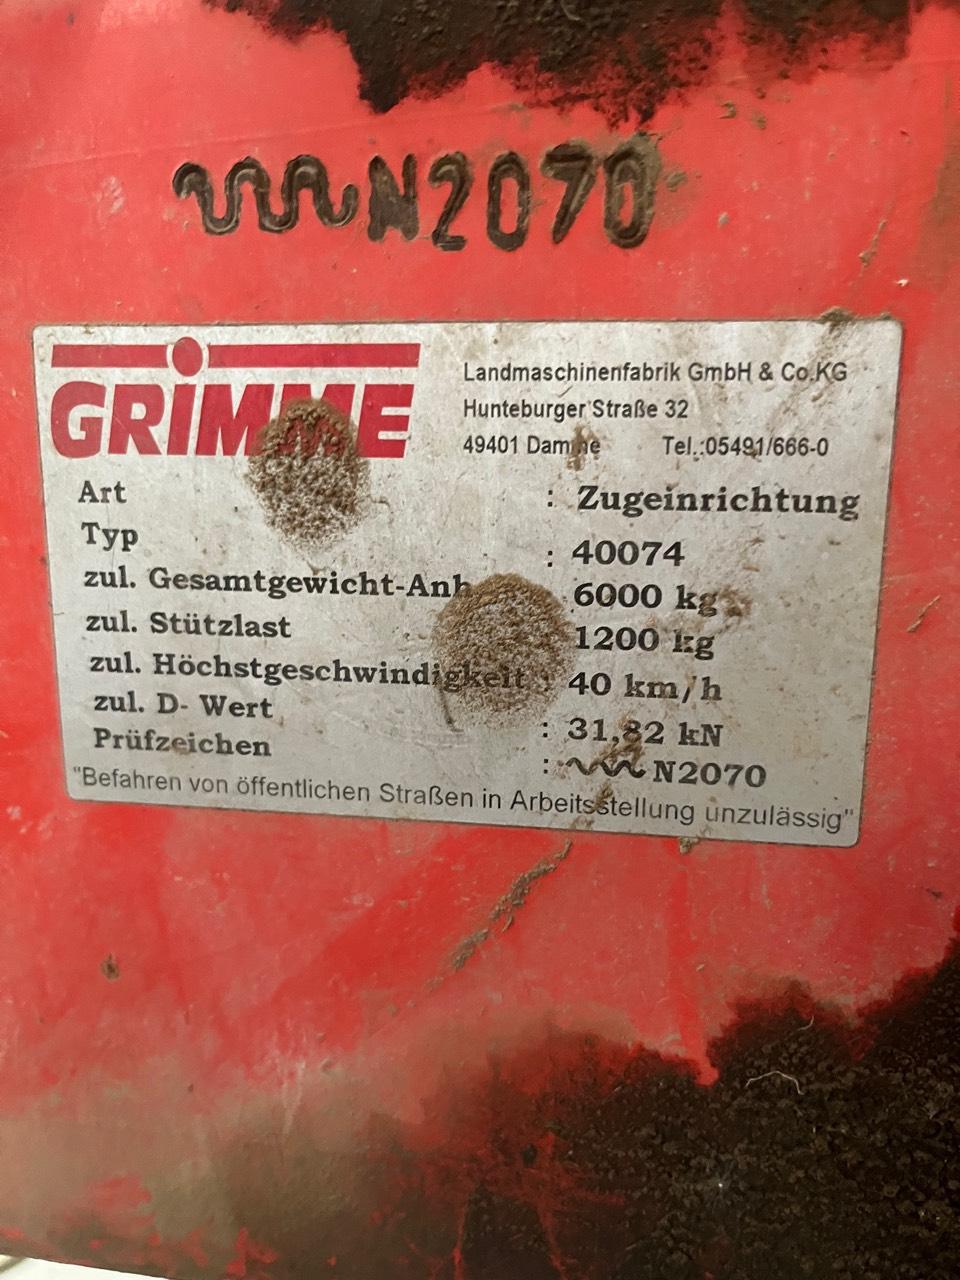 N2070
GRIMME
Landmaschinenfabrik GmbH & Co.KG
Hunteburger Straße 32
49401 Damme Tel.:05491/666-0
Art : Zugeinrichtung
Typ : 40074
zul. Gesamtgewicht-Anh 6000 kg
zul. Stützlast 1200 kg
zul. Höchstgeschwindigkeit : 40 km/h
zul. D- Wert : 31,82 kN
Prüfzeichen : N2070
"Befahren von öffentlichen Straßen in Arbeitsstellung unzulässig"